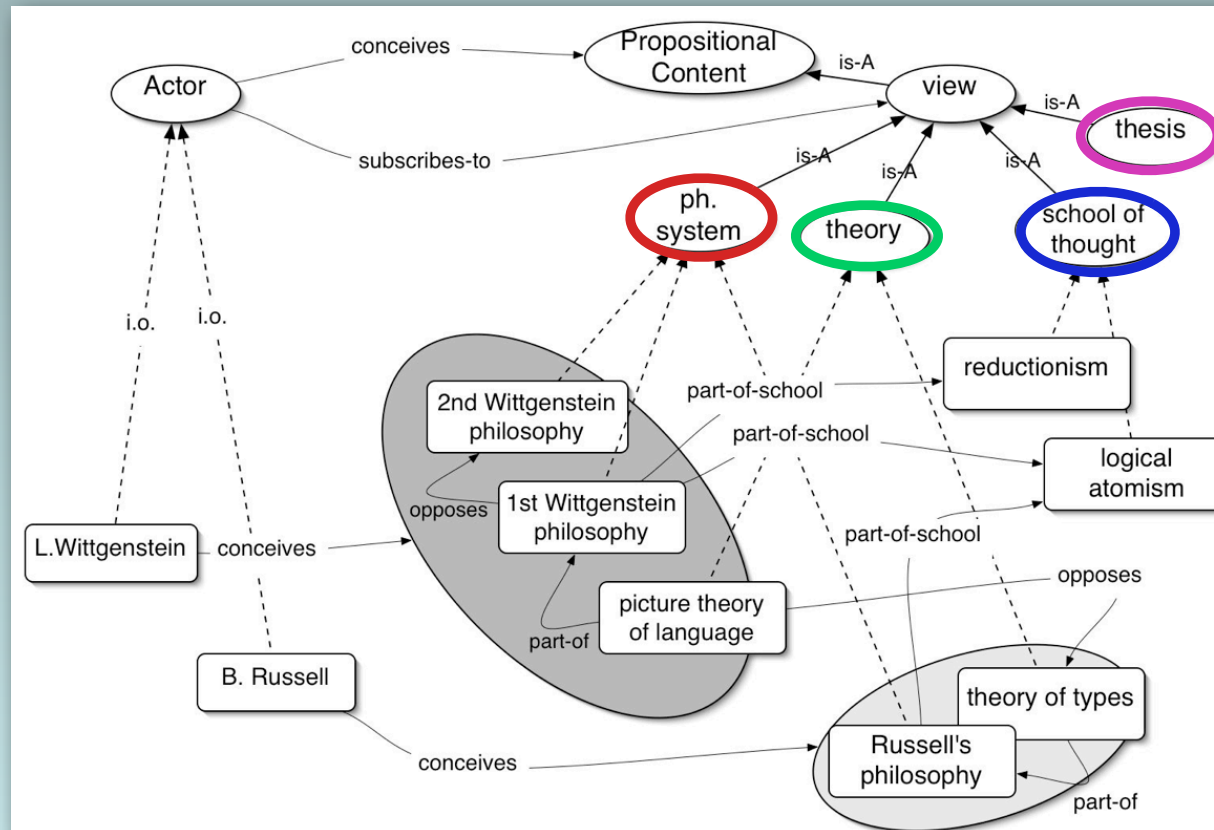 conceives
Propositional
Content
Actor
is-A
view
is-A
thesis
subscribes-to
is-A
is-A
is-A
ph.
system
theory
school of
thought
i.o.
i.o.
reductionism
part-of-school
2nd Wittgenstein
philosophy
part-of-school
logical
atomism
opposes
1st Wittgenstein
philosophy
part-of-school
L.Wittgenstein
conceives
opposes
picture theory
of language
part-of
B. Russell
theory of types
Russell's
philosophy
conceives
part-of